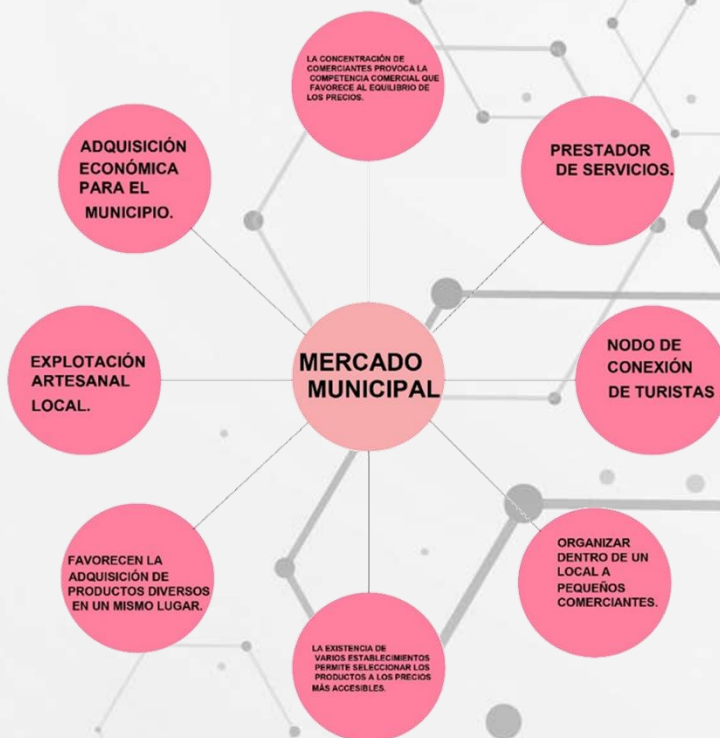 LA CONCENTRACIÓN DE
COMERCIANTES PROVOCA LA
COMPETENCIA COMERCIAL QUE
FAVORECE AL EQUILIBRIO DE
LOS PRECIOS.
ADQUISICIÓN
ECONÓMICA
PARA EL
MUNICIPIO.
PRESTADOR
DE SERVICIOS.
EXPLOTACIÓN
ARTESANAL
LOCAL.
MERCADO
MUNICIPAL
NODO DE
CONEXIÓN
DE TURISTAS
FAVORECEN LA
ADQUISICIÓN DE
PRODUCTOS DIVERSOS
EN UN MISMO LUGAR.
ORGANIZAR
DENTRO DE UN
LOCAL A
PEQUEÑOS
COMERCIANTES.
LA EXISTENCIA DE
VARIOS ESTABLECIMIENTOS
PERMITE SELECCIONAR LOS
PRODUCTOS A LOS PRECIOS
MÁS ACCESIBLES.